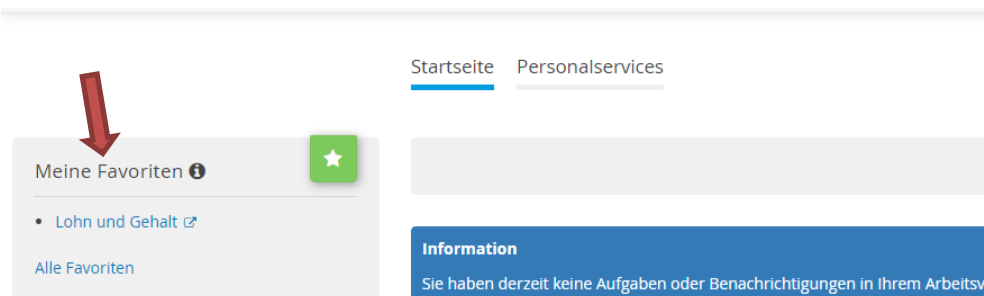 Startseite Personalservices
Meine Favoriten
Lohn und Gehalt
Alle Favoriten
Information
Sie haben derzeit keine Aufgaben oder Benachrichtigungen in Ihrem